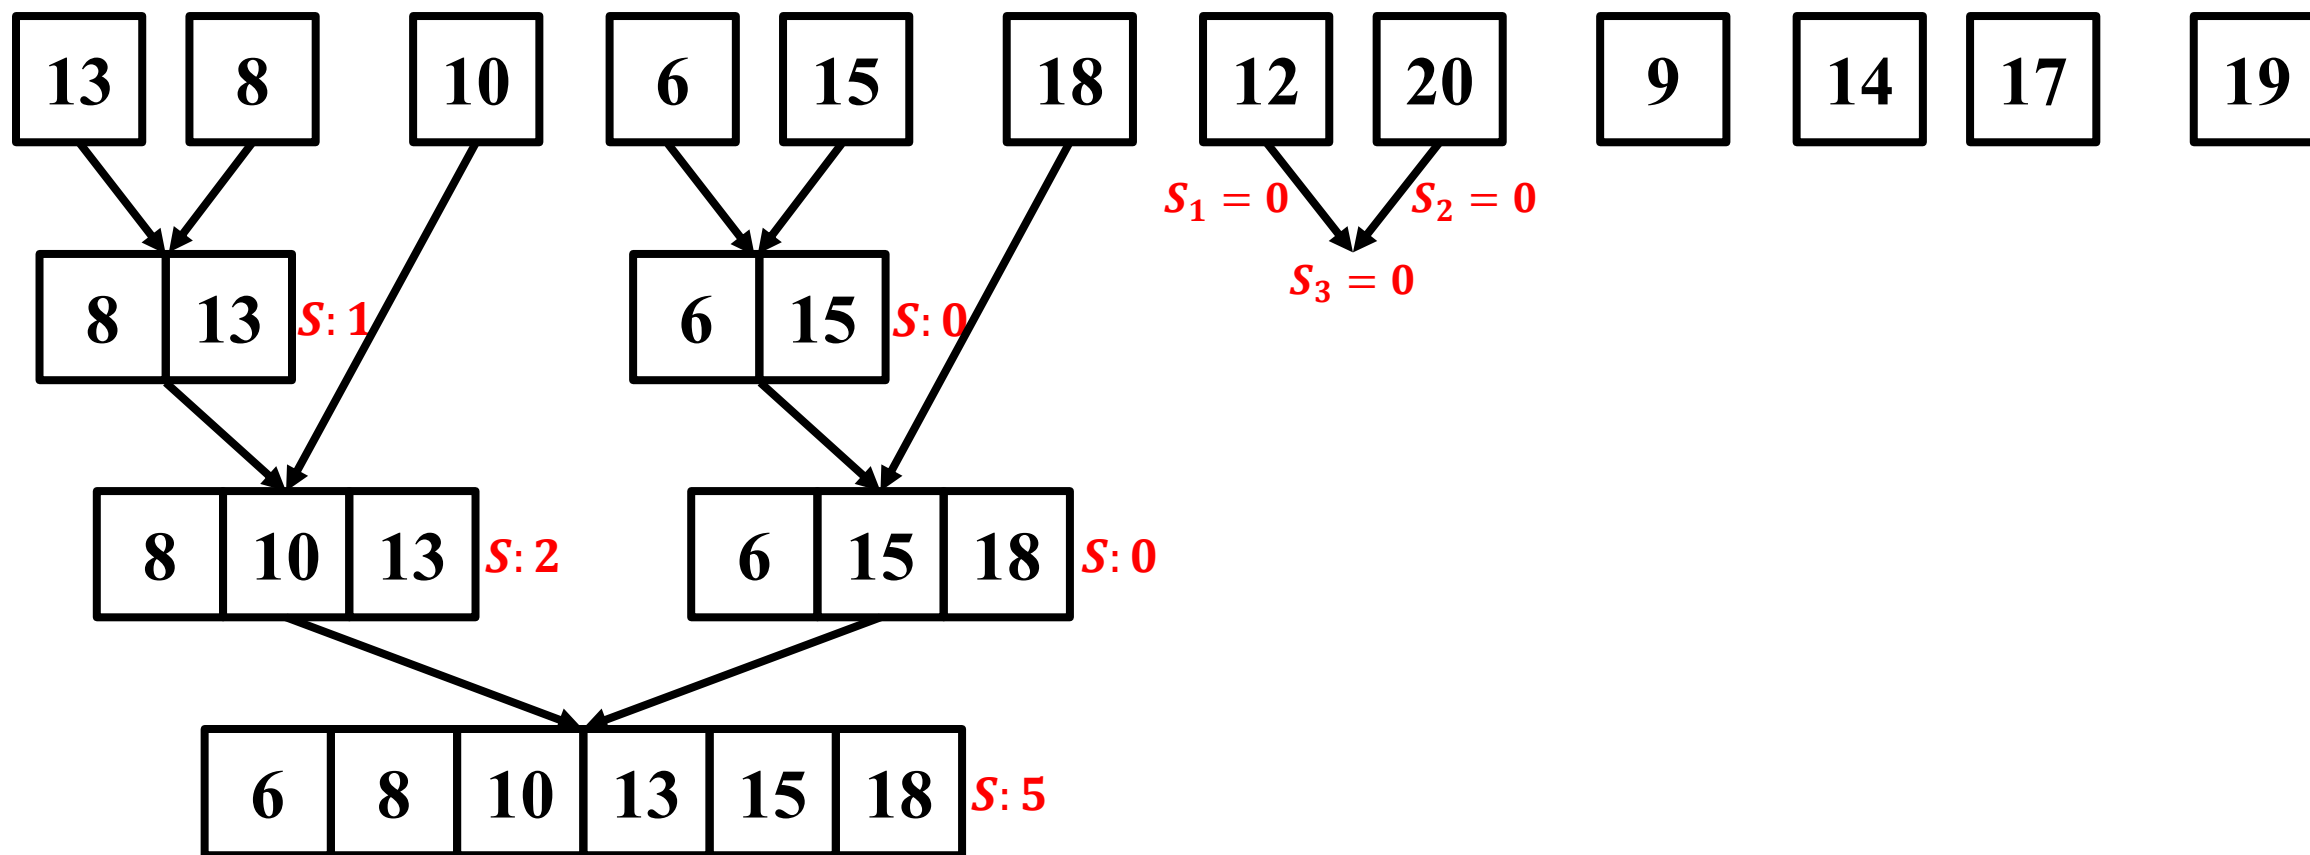 13 8 10 6 15 18 12 20 9 14 17 19
S₁ = 0 S₂ = 0
S₃ = 0
8 13 S: 1 6 15 S: 0
8 10 13 S: 2 6 15 18 S: 0
6 8 10 13 15 18 S: 5